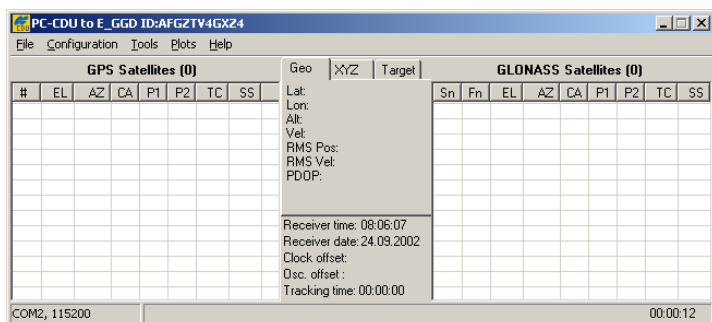 PC-CDU to E_GGD ID:AFGZTV4GXZ4
File Configuration Tools Plots Help
GPS Satellites (0)
# EL AZ CA P1 P2 TC SS
Geo XYZ Target
Lat:
Lon:
Alt:
Vel:
RMS Pos:
RMS Vel:
PDOP:
Receiver time: 08:06:07
Receiver date: 24.09.2002
Clock offset:
Osc. offset :
Tracking time: 00:00:00
GLONASS Satellites (0)
Sn Fn EL AZ CA P1 P2 TC SS
COM2, 115200
00:00:12